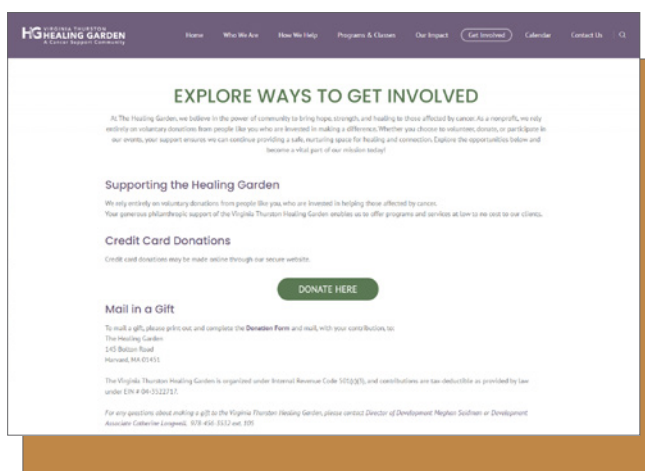 HG VIRGINIA THURSTON
HEALING GARDEN
A Cancer Support Community
Home Who We Are How We Help Programs & Classes Our Impact Get Involved Calendar Contact Us
EXPLORE WAYS TO GET INVOLVED
At The Healing Garden, we believe in the power of community to bring hope, strength, and healing to those affected by cancer. As a nonprofit, we rely
entirely on voluntary donations from people like you who are invested in making a difference. Whether you choose to volunteer, donate, or participate in
our events, your support ensures we can continue providing a safe, nurturing space for healing and connection. Explore the opportunities below and
become a vital part of our mission today!
Supporting the Healing Garden
We rely entirely on voluntary donations from people like you, who are invested in helping those affected by cancer.
Your generous philanthropic support of the Virginia Thurston Healing Garden enables us to offer programs and services at low to no cost to our clients.
Credit Card Donations
Credit card donations may be made online through our secure website.
DONATE HERE
Mail in a Gift
To mail a gift, please print out and complete the Donation Form and mail, with your contribution, to:
The Healing Garden
145 Bolton Road
Harvard, MA 01451
The Virginia Thurston Healing Garden is organized under Internal Revenue Code 501(c)(3), and contributions are tax-deductible as provided by law
under EIN # 04-3522717.
For any questions about making a gift to the Virginia Thurston Healing Garden, please contact Director of Development Meghan or Development
Associate Catherine 978-456-3532 ext. 105